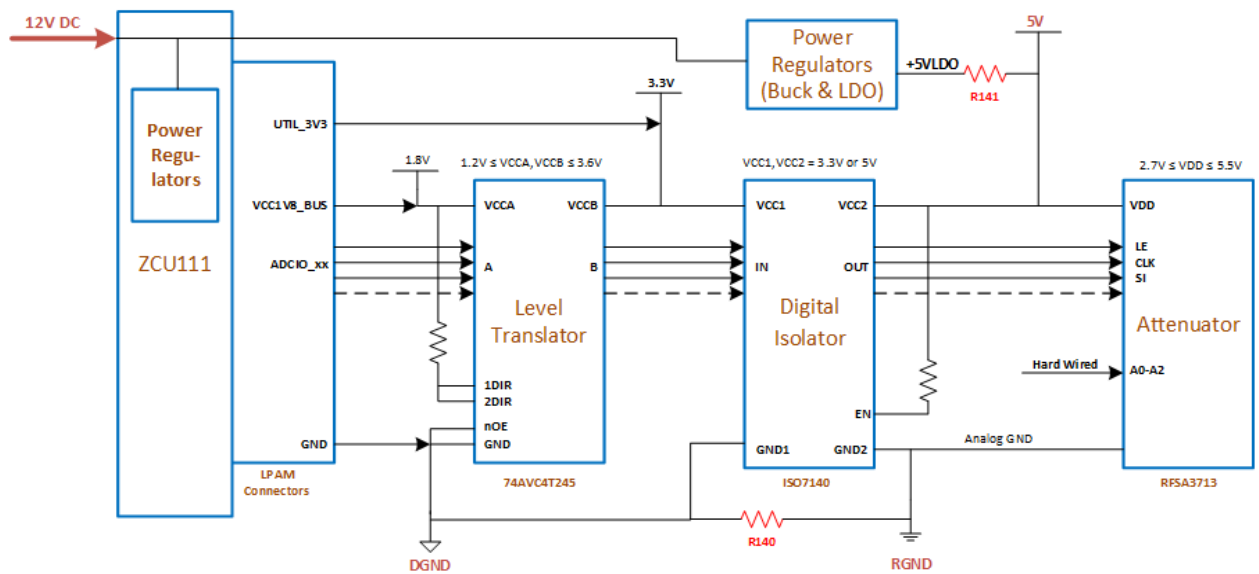 12V DC
Power
Regu-
lators
ZCU111
UTIL_3V3
VCC1V8_BUS
ADCIO_xx
GND
LPAM
Connectors
1.8V
3.3V
1.2V ≤ VCCA, VCCB ≤ 3.6V
VCCA
VCCB
A
B
Level
Translator
1DIR
2DIR
nOE
GND
74AVC4T245
DGND
Power
Regulators
(Buck & LDO)
+5VLDO
R141
5V
VCC1, VCC2 = 3.3V or 5V
VCC1
VCC2
IN
OUT
Digital
Isolator
EN
GND1
GND2
ISO7140
R140
RGND
Analog GND
2.7V ≤ VDD ≤ 5.5V
VDD
LE
CLK
SI
Attenuator
Hard Wired
A0-A2
RFSA3713